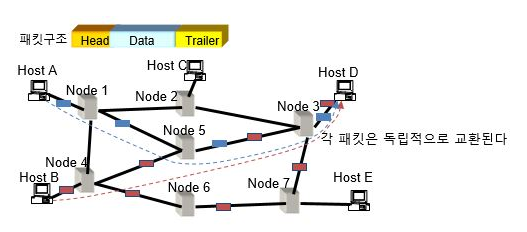 패킷구조 Head Data Trailer
Host A
Host C
Host D
Node 1
Node 2
Node 3
Node 5
각 패킷은 독립적으로 교환된다
Node 4
Host B
Node 6
Node 7
Host E